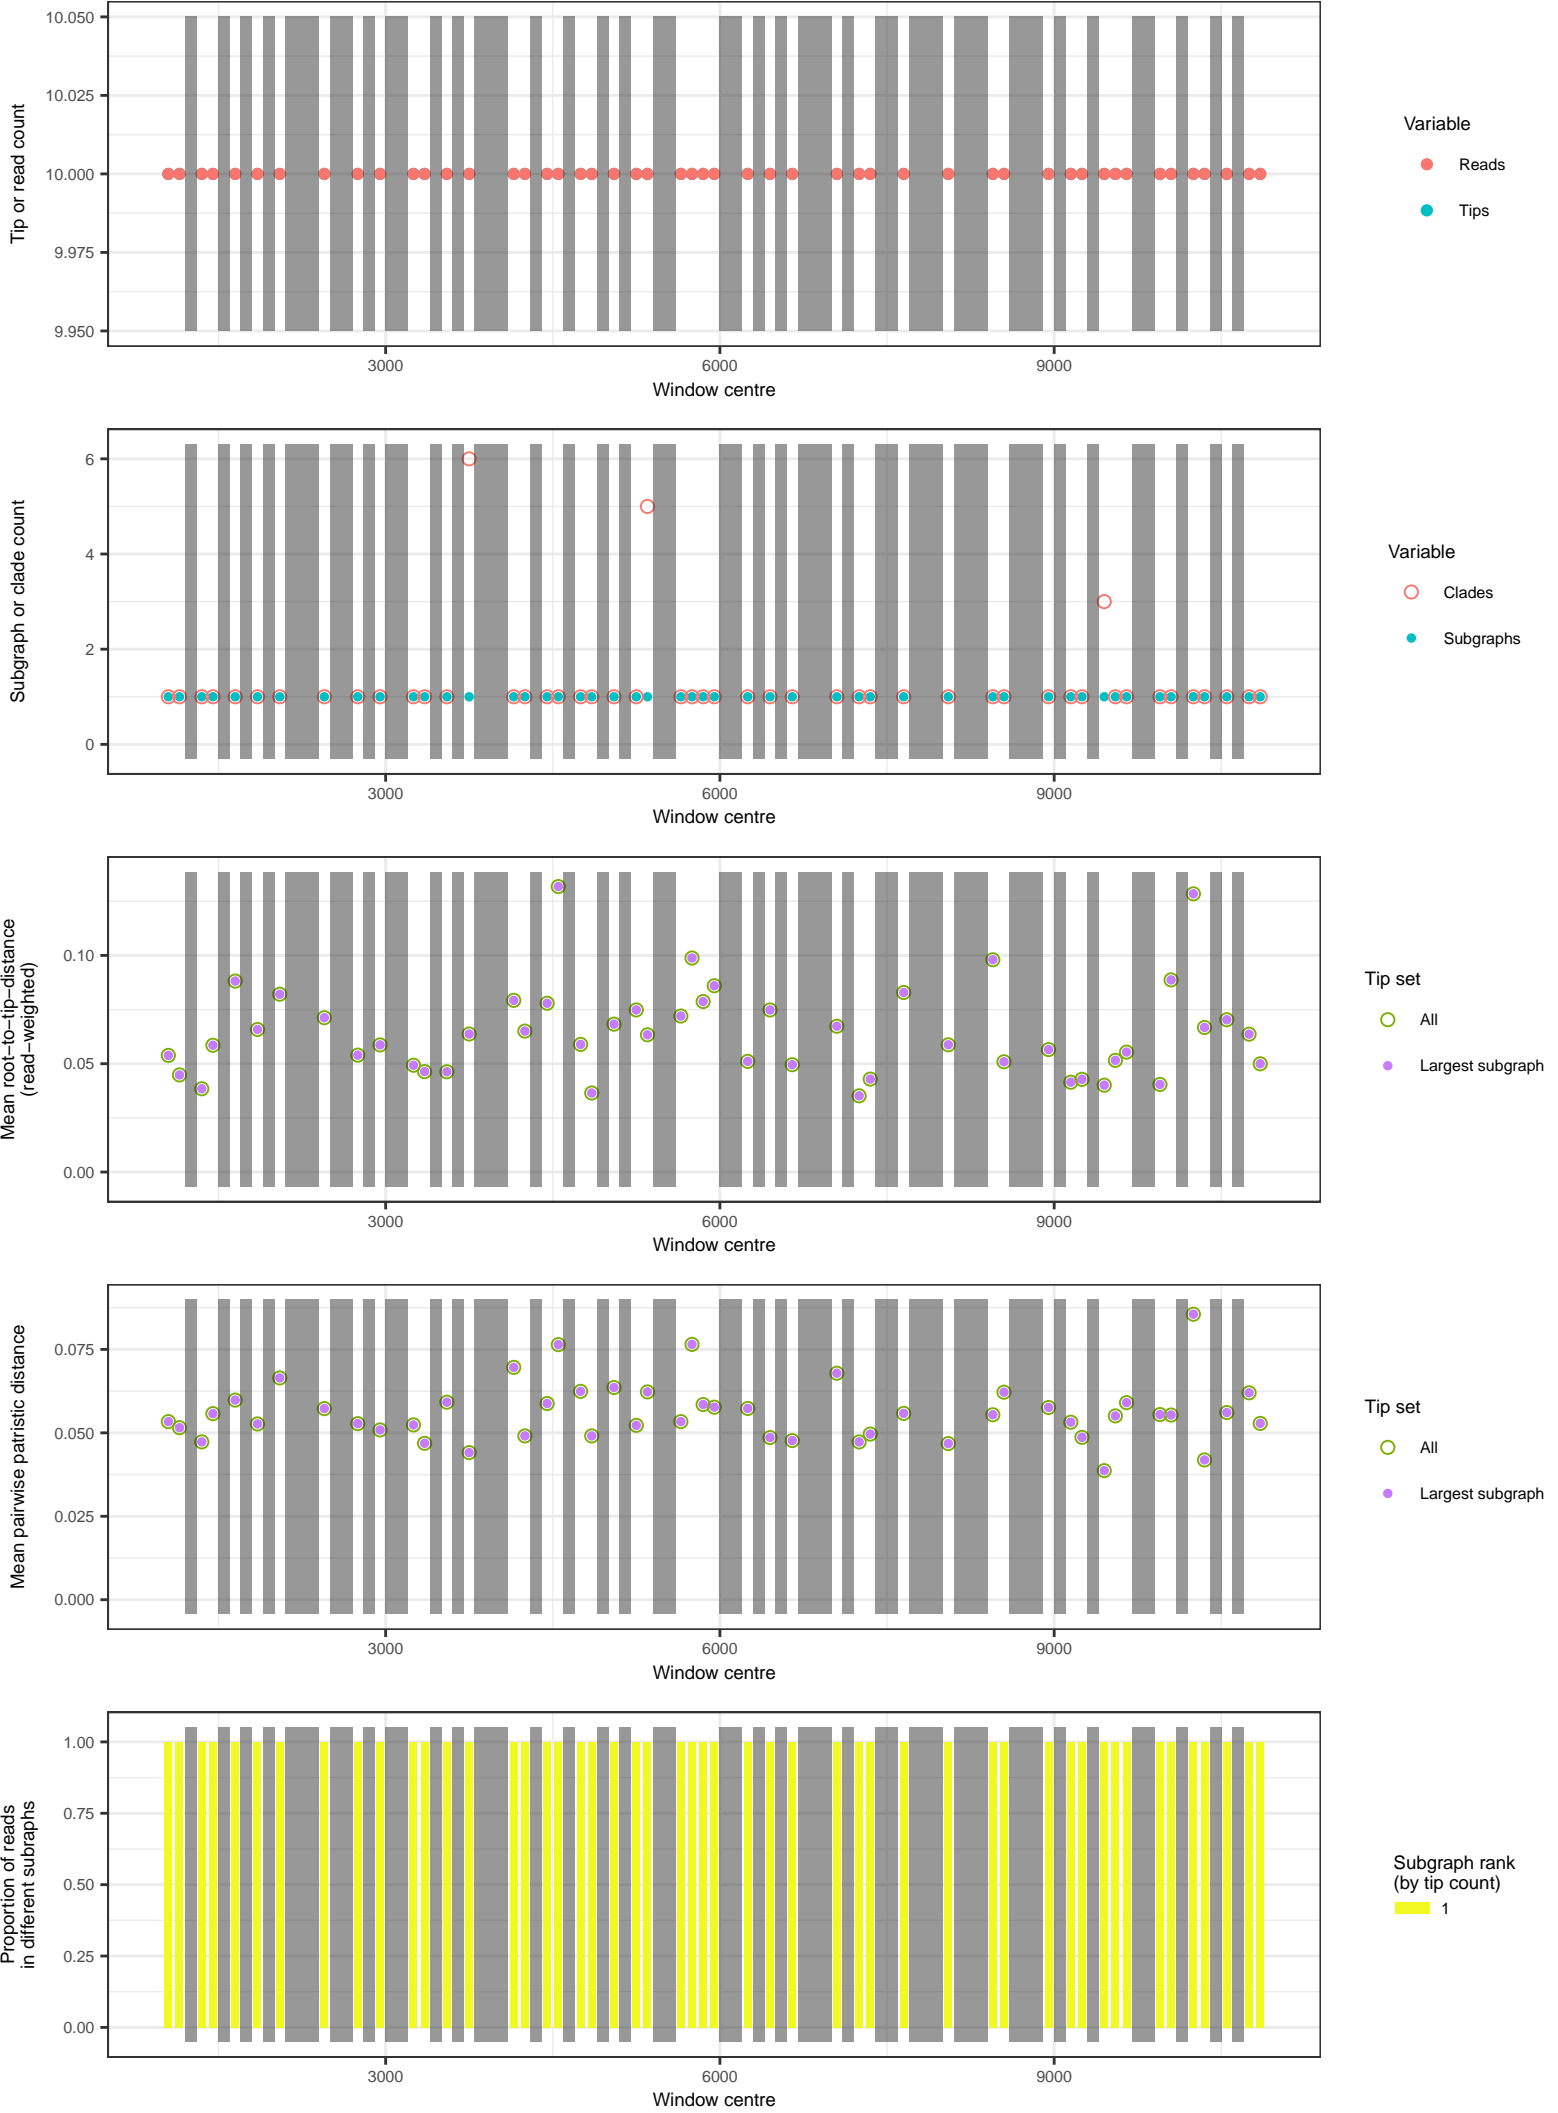 10.050
10.025
10.000
9.975
9.950
Tip or read count
3000
6000
9000
Window centre
Variable
Reads
Tips
6
4
2
0
Subgraph or clade count
3000
6000
9000
Window centre
Variable
Clades
Subgraphs
0.10
0.05
0.00
Mean root−to−tip−distance
(read−weighted)
3000
6000
9000
Window centre
Tip set
All
Largest subgraph
0.075
0.050
0.025
0.000
Mean pairwise patristic distance
3000
6000
9000
Window centre
Tip set
All
Largest subgraph
1.00
0.75
0.50
0.25
0.00
Proportion of reads
in different subraphs
3000
6000
9000
Window centre
Subgraph rank
(by tip count)
1